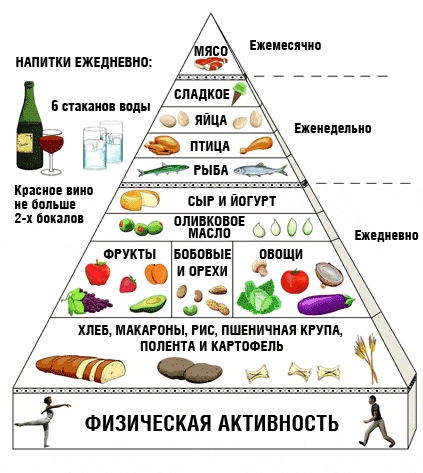 МЯСО
Ежемесячно
НАПИТКИ ЕЖЕДНЕВНО:
6 стаканов воды
Красное вино
не больше
2-х бокалов
СЛАДКОЕ
ЯЙЦА
ПТИЦА
РЫБА
Еженедельно
СЫР И ЙОГУРТ
ОЛИВКОВОЕ
МАСЛО
ФРУКТЫ
БОБОВЫЕ
И ОРЕХИ
ОВОЩИ
Ежедневно
ХЛЕБ, МАКАРОНЫ, РИС, ПШЕНИЧНАЯ КРУПА,
ПОЛЕНТА И КАРТОФЕЛЬ
ФИЗИЧЕСКАЯ АКТИВНОСТЬ